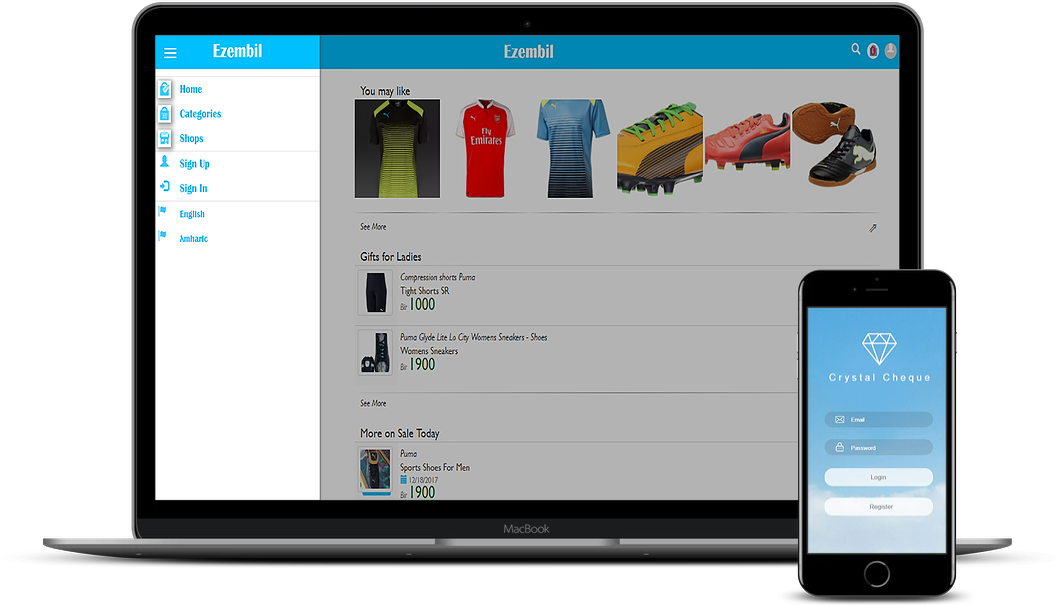 Ezembil
Ezembil
Home
Categories
Shops
Sign Up
Sign In
English
Amharic
You may like
Fly
Emirates
See More
Gifts for Ladies
Compression shorts Puma
Tight Shorts SR
Bir 1000
Puma Glyde Lite Lo City Womens Sneakers - Shoes
Womens Sneakers
Bir 1900
See More
More on Sale Today
Puma
Sports Shoes For Men
12/18/2017
Bir 1900
MacBook
Crystal Cheque
Email
Password
Login
Register